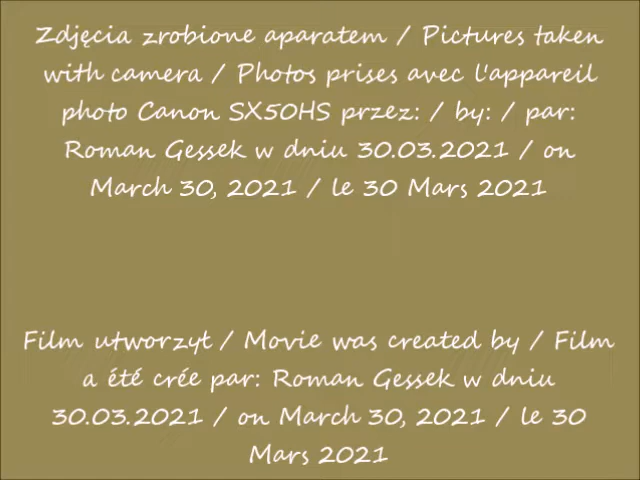 Zdjęcia zrobione aparatem / Pictures taken
with camera / Photos prises avec l'appareil
photo Canon SX50HS przez: / by: / par:
Roman Gessek w dniu 30.03.2021 / on
March 30, 2021 / le 30 Mars 2021
Film utworzył / Movie was created by / Film
a été crée par: Roman Gessek w dniu
30.03.2021 / on March 30, 2021 / le 30
Mars 2021